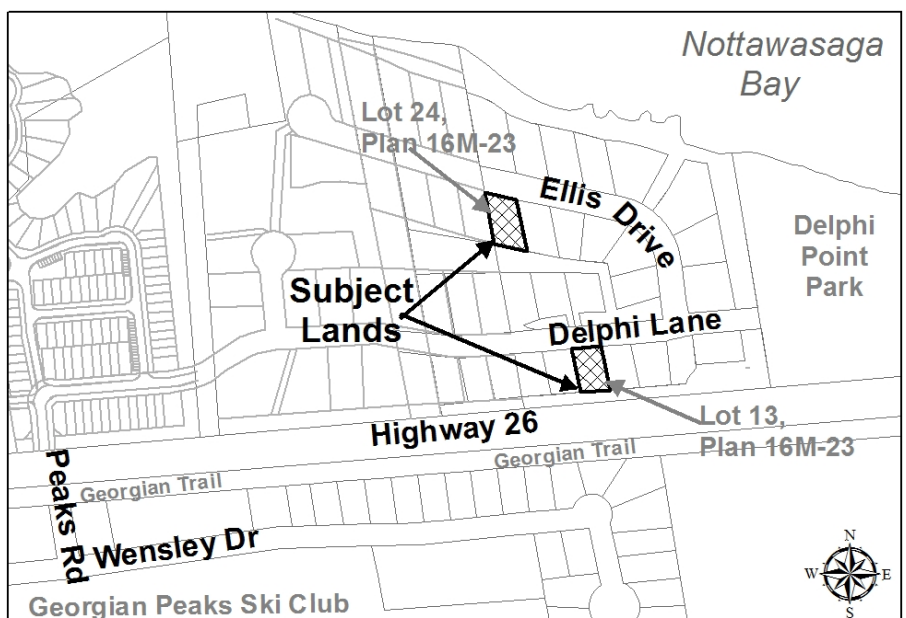 Nottawasaga
Bay
Lot 24,
Plan 16M-23
Ellis Drive
Delphi
Point
Park
Subject
Lands
Delphi Lane
Highway 26
Lot 13,
Plan 16M-23
Georgian Trail
Georgian Trail
Peaks Rd
Wensley Dr
Georgian Peaks Ski Club
N
W
E
S